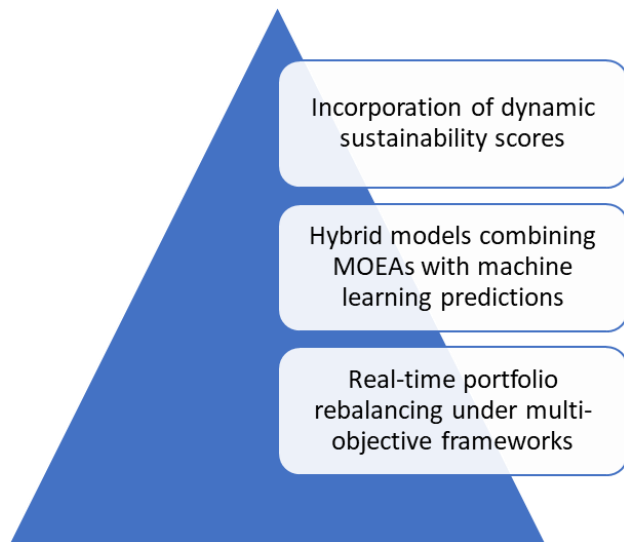 Incorporation of dynamic
sustainability scores
Hybrid models combining
MOEAs with machine
learning predictions
Real-time portfolio
rebalancing under multi-
objective frameworks